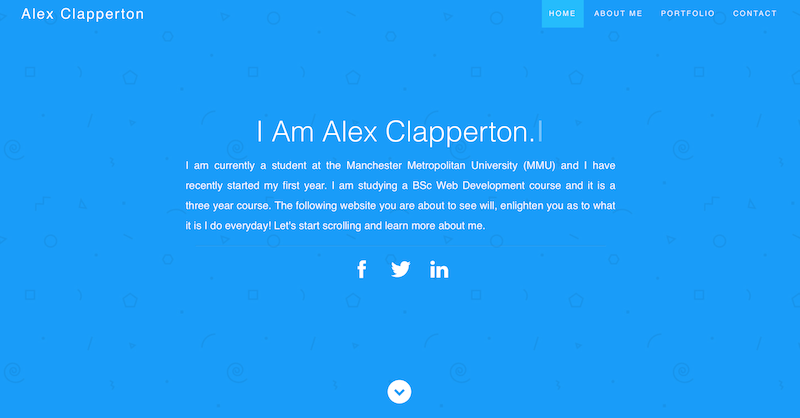 Alex Clapperton
HOME ABOUT ME PORTFOLIO CONTACT
I Am Alex Clapperton.
I am currently a student at the Manchester Metropolitan University (MMU) and I have
recently started my first year. I am studying a BSc Web Development course and it is a
three year course. The following website you are about to see will, enlighten you as to what
it is I do everyday! Let's start scrolling and learn more about me.